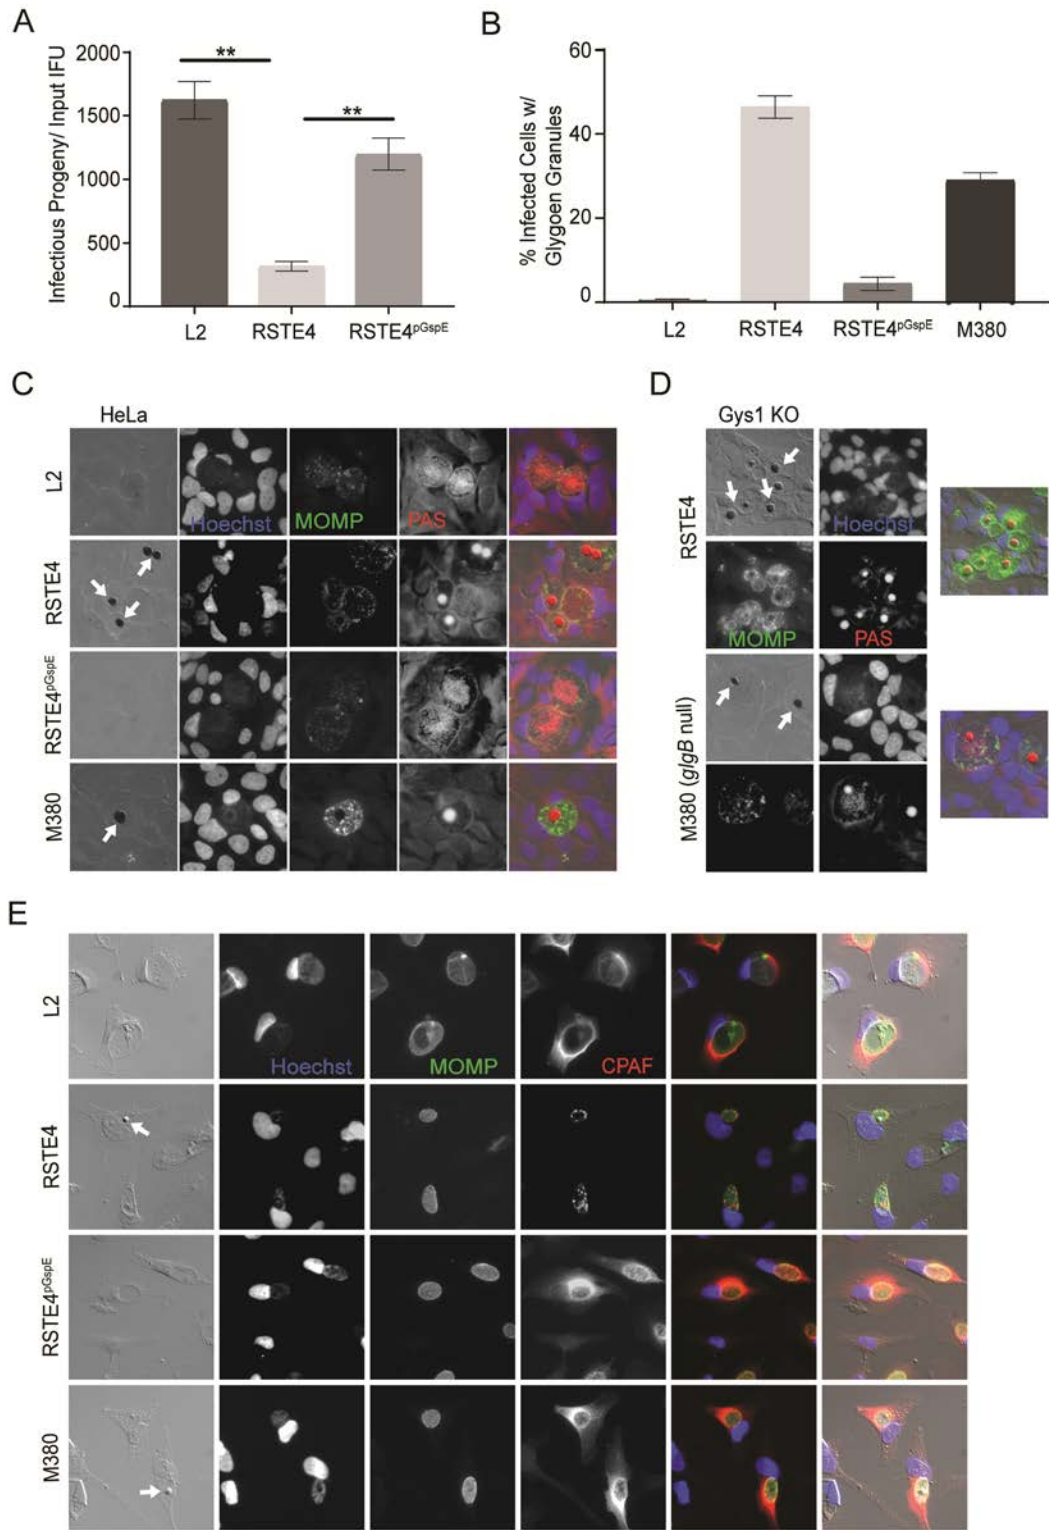 A
Infectious Progeny/ Input IFU
2000
1500
1000
500
0
**
**
L2
RSTE4
RSTE4pGspE
B
% Infected Cells w/
Glygoen Granules
60
40
20
0
L2
RSTE4
RSTE4pGspE
M380
C
HeLa
L2
Hoechst
MOMP
PAS
RSTE4
RSTE4pGspE
M380
D
Gys1 KO
RSTE4
Hoechst
MOMP
PAS
M380 (glgB null)
E
L2
Hoechst
MOMP
CPAF
RSTE4
RSTE4pGspE
M380